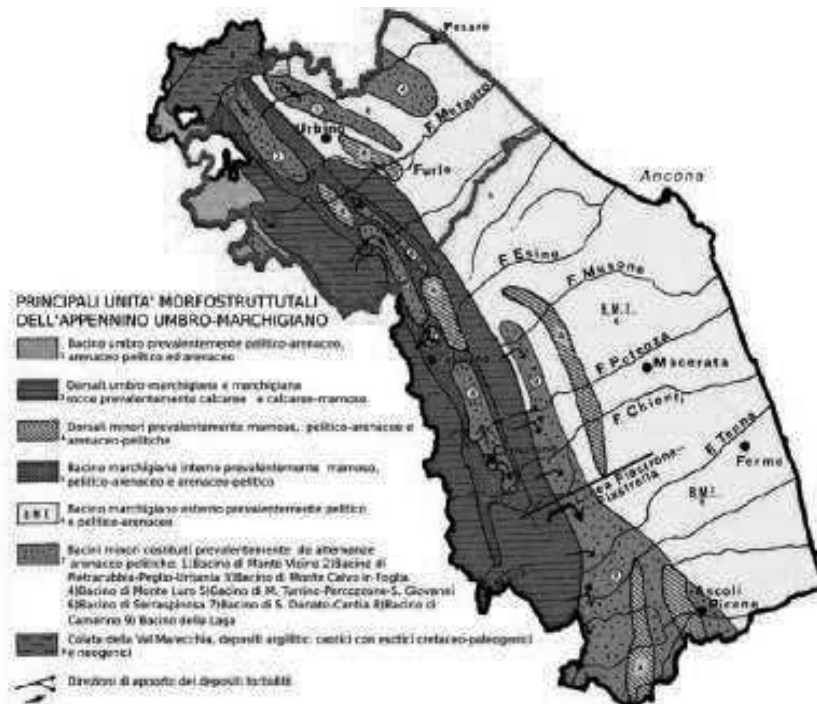 Pesaro
F. Metauro
Urbino
Furlo
Ancona
F. Esino
F. Musone
B.M.E.
F. Potenza
Macerata
F. Chienti
F. Tenna
Fermo
B.M.E.
Ascoli
Piceno
PRINCIPALI UNITA' MORFOSTRUTTUTALI
DELL'APPENNINO UMBRO-MARCHIGIANO
Bacino umbro prevalentemente pelitico-arenaceo,
arenaceo pelitico ed arenaceo
Dorsali umbro-marchigiana e marchigiana
rocce prevalentemente calcaree e calcareo-marnose
Dorsali minori prevalentemente marnose, pelitico-arenacee e
arenaceo-pelitiche
Bacino marchigiano interno prevalentemente marnoso,
pelitico-arenaceo e arenaceo-pelitico
B.M.E.
Bacino marchigiano esterno prevalentemente pelitico
e pelitico-arenaceo
Bacini minori costituiti prevalentemente da alternanze
arenaceo-pelitiche: 1)Bacino di Monte Vicino 2)Bacino di
Pietrarubbia-Peglio-Urbania 3)Bacino di Monte Calvo in Foglia
4)Bacino di Monte Luro 5)Bacino di M. Turrino-Percozzone-S. Giovanni
6)Bacino di Serraspinosa 7)Bacino di S. Donato-Cantia 8)Bacino di
Camerino 9) Bacino della Laga
Colata della Val Marecchia, depositi argillitici caotici con esotici cretaceo-paleogenici
e neogenici
Direzioni di apporto dei depositi torbiditi